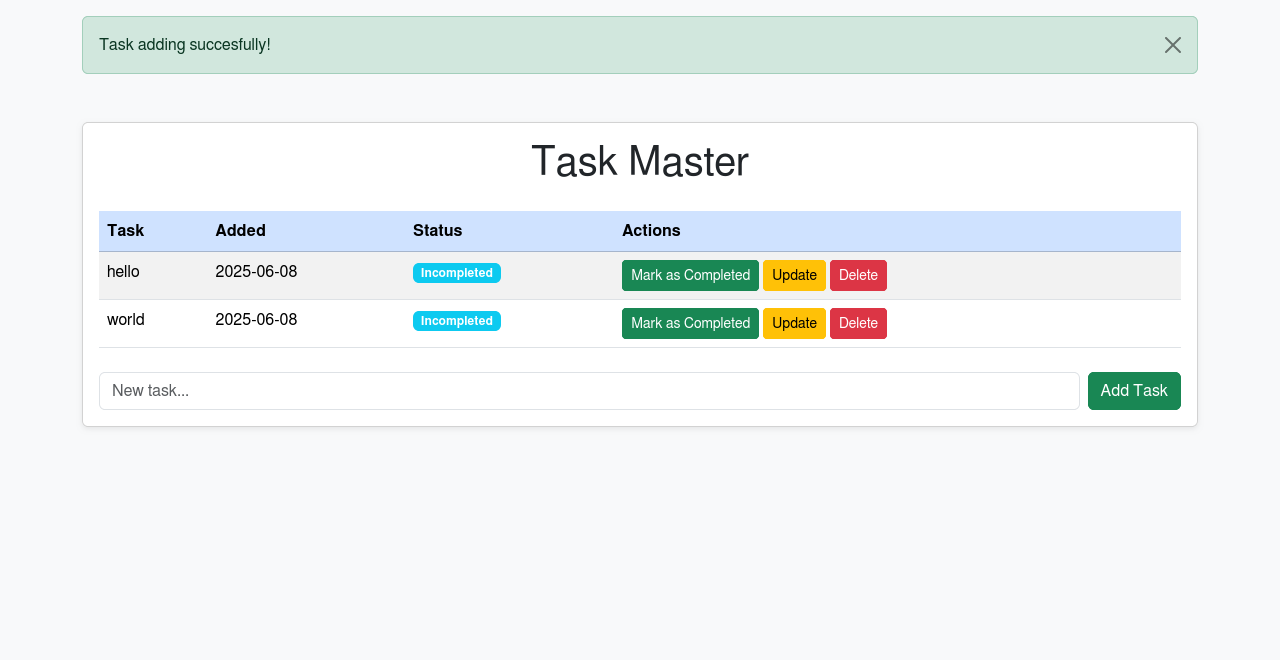 Task adding succesfully!
Task Master
Task Added Status Actions
hello 2025-06-08 Incompleted Mark as Completed Update Delete
world 2025-06-08 Incompleted Mark as Completed Update Delete
New task... Add Task